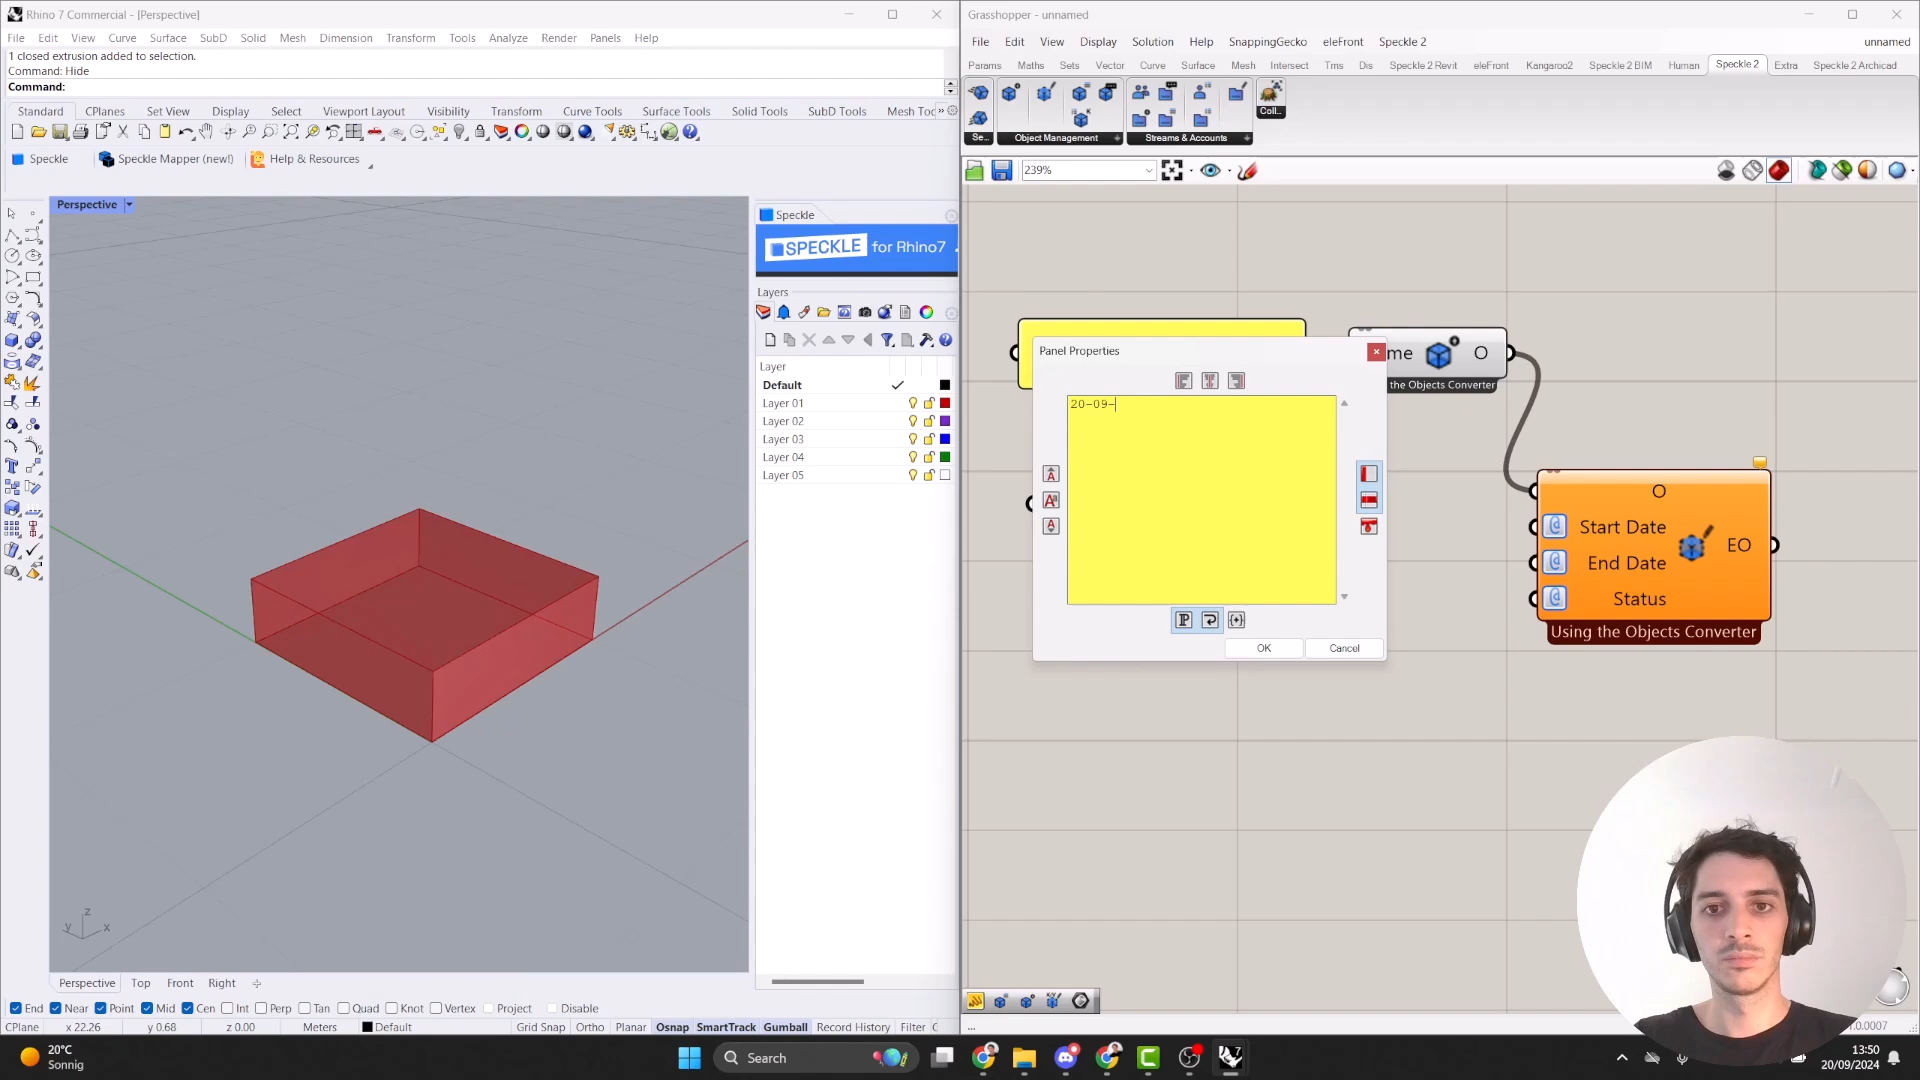 Rhino 7 Commercial - [Perspective]
File Edit View Curve Surface SubD Solid Mesh Dimension Transform Tools Analyze Render Panels Help
1 closed extrusion added to selection.
Command: Hide
Command:
Standard CPlanes Set View Display Select Viewport Layout Visibility Transform Curve Tools Surface Tools Solid Tools SubD Tools Mesh Toc »
Speckle Speckle Mapper (new!) Help & Resources
Perspective
Speckle
SPECKLE for Rhino7
Layers
Layer
Default
Layer 01
Layer 02
Layer 03
Layer 04
Layer 05
z
y x
Perspective Top Front Right
End Near Point Mid Cen Int Perp Tan Quad Knot Vertex Project Disable
CPlane x 22.26 y 0.68 z 0.00 Meters Default Grid Snap Ortho Planar Osnap SmartTrack Gumball Record History Filter C
Grasshopper - unnamed
File Edit View Display Solution Help SnappingGecko eleFront Speckle 2 unnamed
Params Maths Sets Vector Curve Surface Mesh Intersect Trns Dis Speckle 2 Revit eleFront Kangaroo2 Speckle 2 BIM Human Speckle 2 Extra Speckle 2 Archicad
Coll...
Se... Object Management Streams & Accounts
239%
Panel Properties
20-09-
OK Cancel
me O
the Objects Converter
O
Start Date
End Date EO
Status
Using the Objects Converter
...
.0.0007
20°C
Sonnig
Search
13:50
20/09/2024